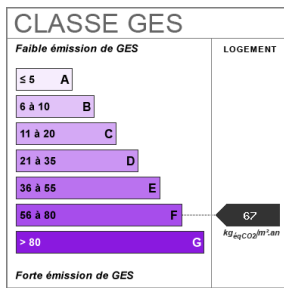 CLASSE GES
Faible émission de GES
LOGEMENT
≤ 5 A
6 à 10 B
11 à 20 C
21 à 35 D
36 à 55 E
56 à 80 F
67
kgéqCO2/m².an
> 80 G
Forte émission de GES